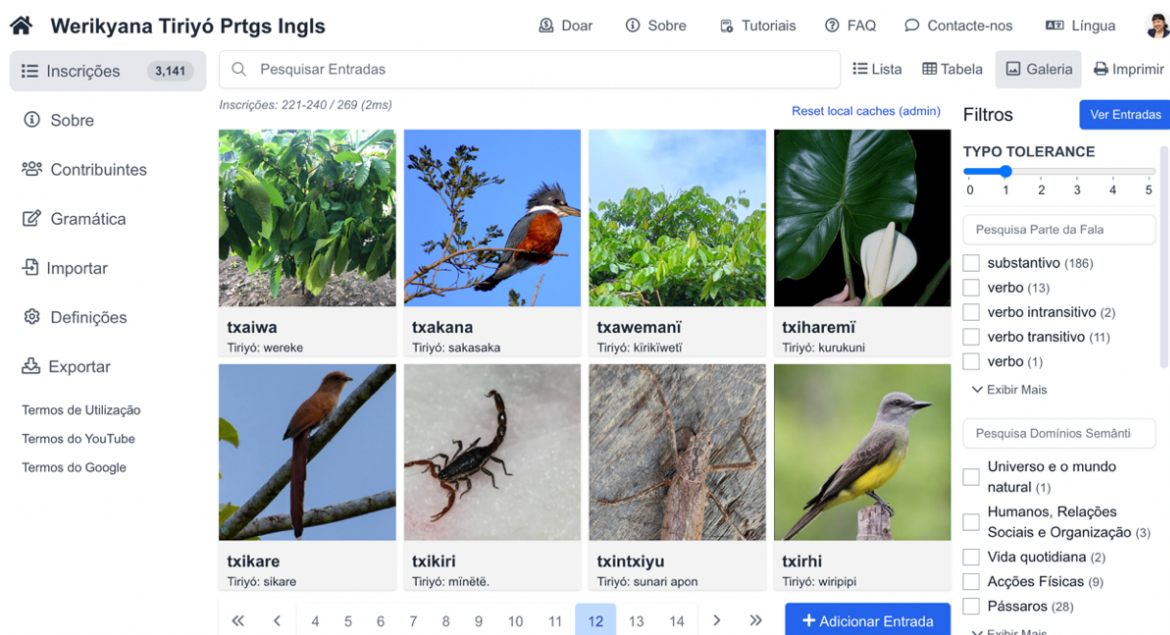 Werikyana Tiriyó Prtgs Ingls
Doar
Sobre
Tutoriais
FAQ
Contacte-nos
Língua
Inscrições 3,141
Pesquisar Entradas
Lista
Tabela
Galeria
Imprimir
Sobre
Contribuintes
Gramática
Importar
Definições
Exportar
Termos de Utilização
Termos do YouTube
Termos do Google
Inscrições: 221-240 / 269 (2ms)
Reset local caches (admin)
txaiwa
Tiriyó: wereke
txakana
Tiriyó: sakasaka
txawemanï
Tiriyó: kïrikïwetï
txiharemï
Tiriyó: kurukuni
txikare
Tiriyó: sikare
txikiri
Tiriyó: mïnëtë.
txintxiyu
Tiriyó: sunari apon
txirhi
Tiriyó: wiripipi
« ‹ 4 5 6 7 8 9 10 11 12 13 14 › »
+ Adicionar Entrada
Filtros
Ver Entradas
TYPO TOLERANCE
0 1 2 3 4 5
Pesquisa Parte da Fala
substantivo (186)
verbo (13)
verbo intransitivo (2)
verbo transitivo (11)
verbo (1)
Exibir Mais
Pesquisa Domínios Semânti
Universo e o mundo
natural (1)
Humanos, Relações
Sociais e Organização (3)
Vida quotidiana (2)
Acções Físicas (9)
Pássaros (28)
Exibir Mais